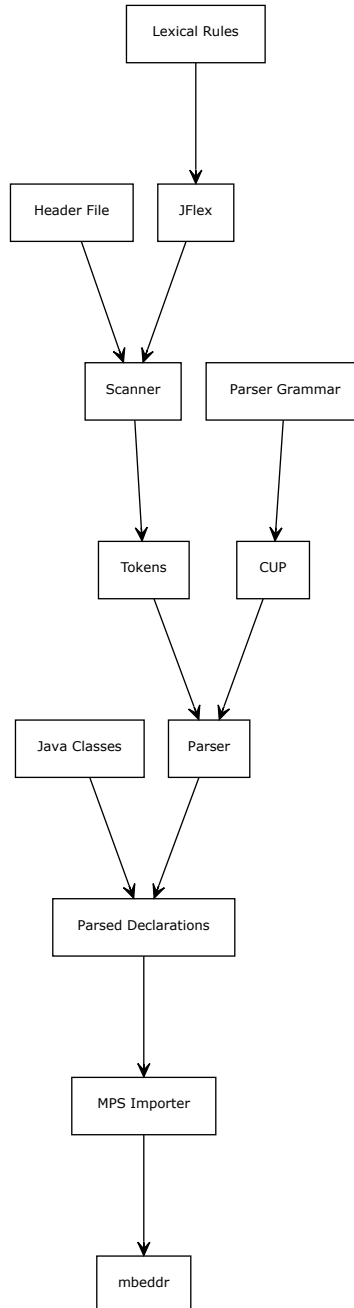 Lexical Rules
Header File
JFlex
Scanner
Parser Grammar
Tokens
CUP
Java Classes
Parser
Parsed Declarations
MPS Importer
mbeddr